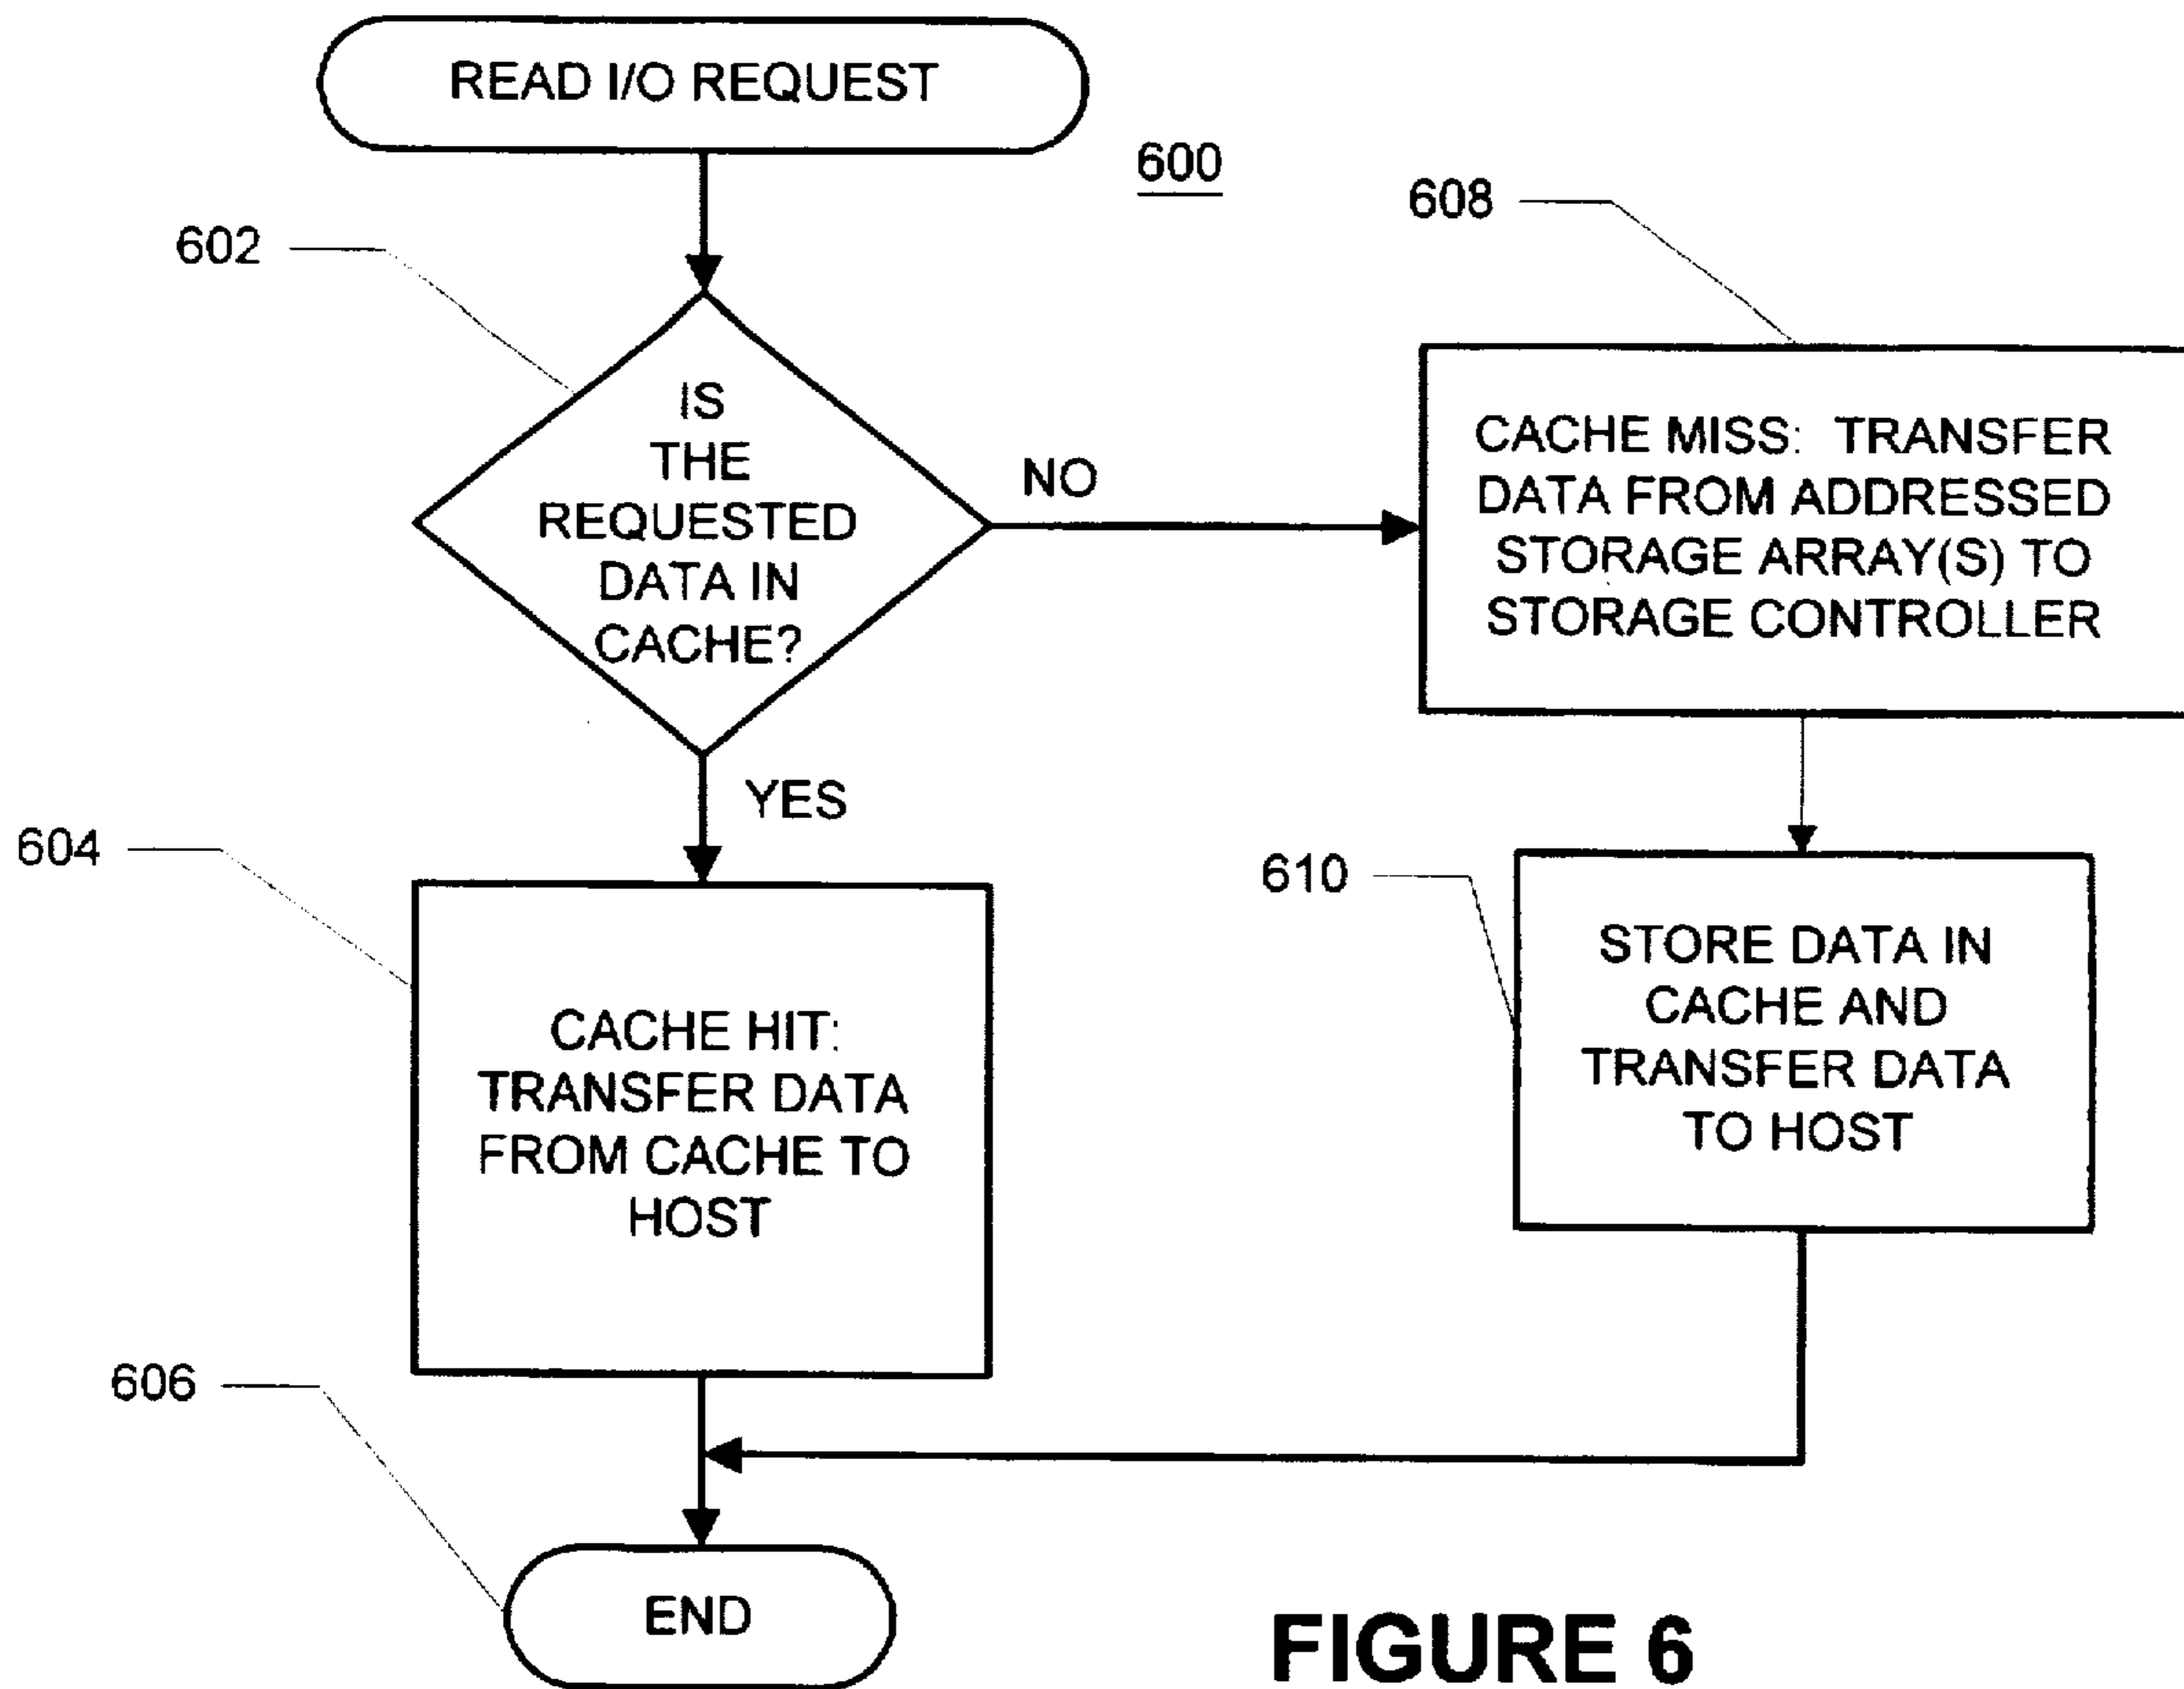 READ I/O REQUEST
600
602
IS
THE
REQUESTED
DATA IN
CACHE?
NO
608
CACHE MISS: TRANSFER
DATA FROM ADDRESSED
STORAGE ARRAY(S) TO
STORAGE CONTROLLER
YES
604
CACHE HIT:
TRANSFER DATA
FROM CACHE TO
HOST
610
STORE DATA IN
CACHE AND
TRANSFER DATA
TO HOST
606
END
FIGURE 6